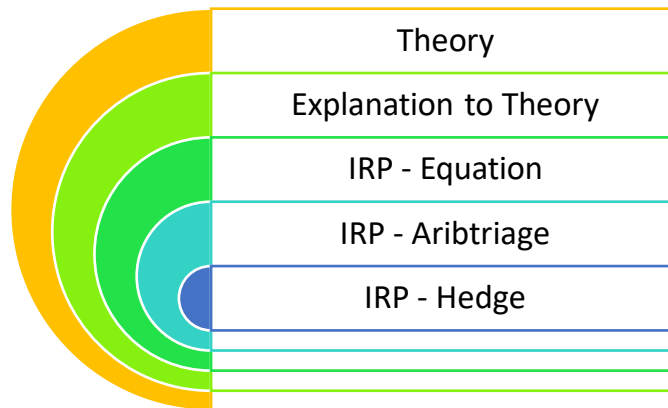 Theory
Explanation to Theory
IRP - Equation
IRP - Aribtriage
IRP - Hedge